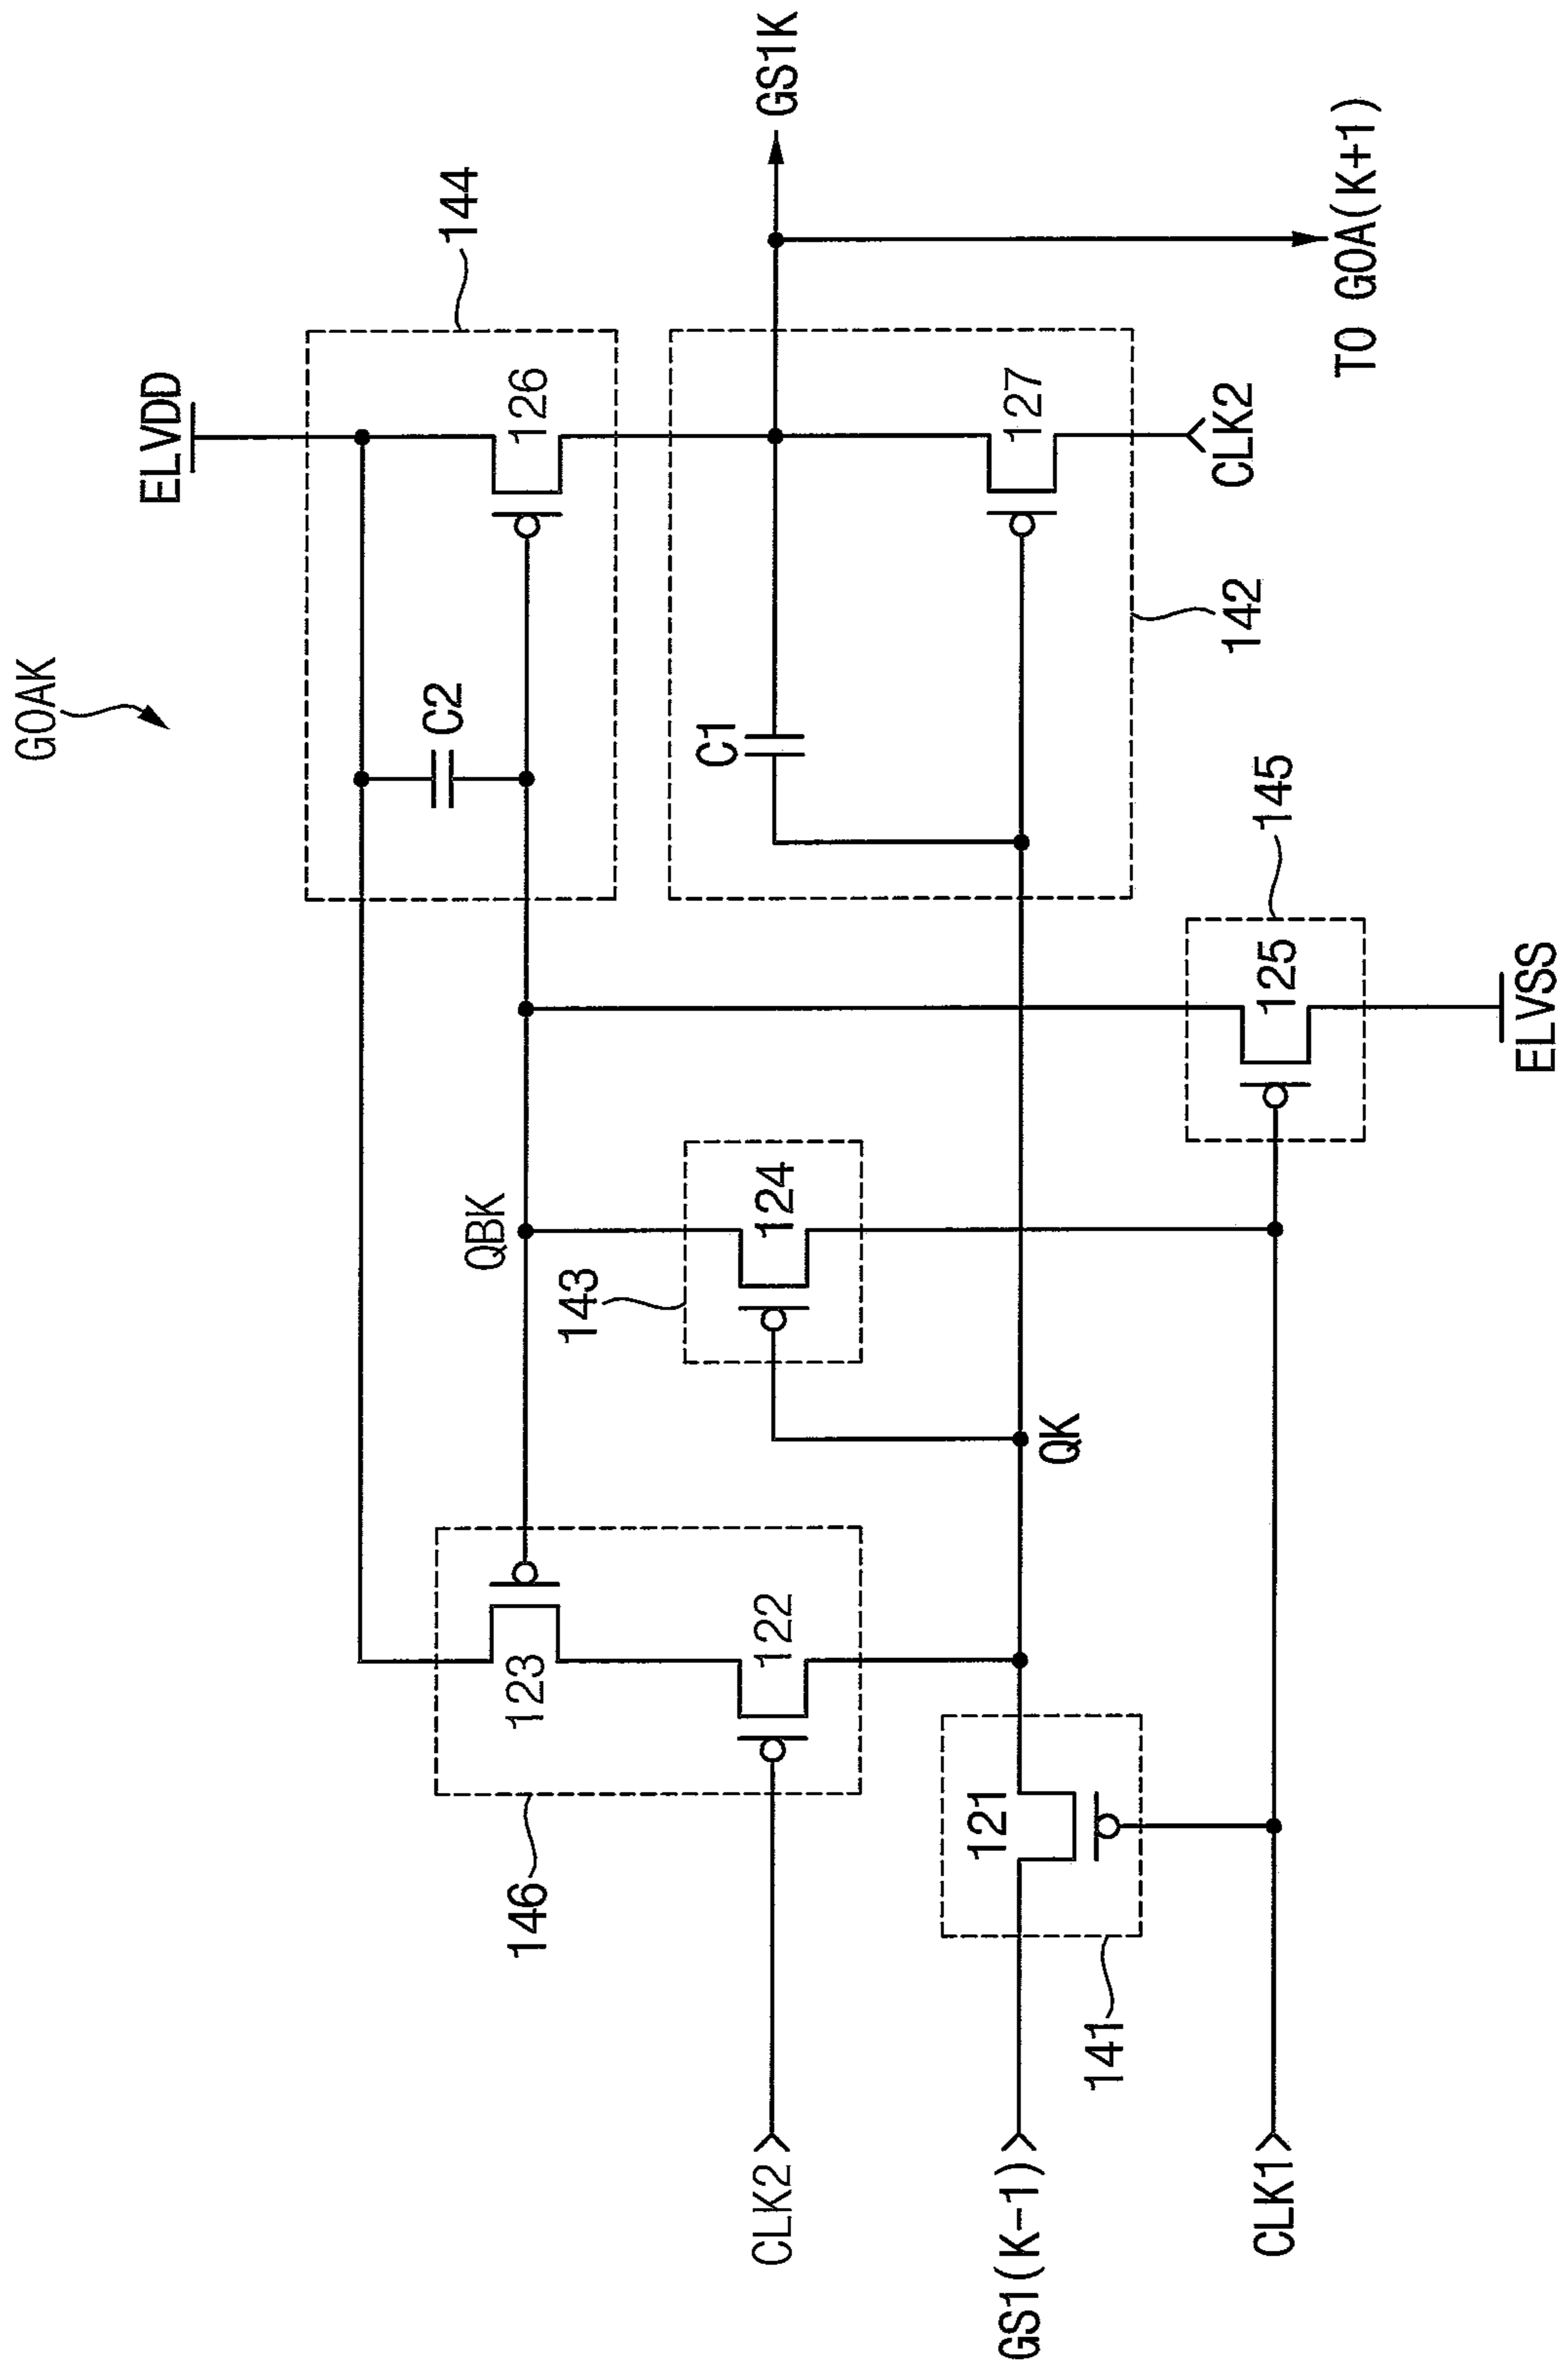 GOAK
ELVDD
144
C2
126
GS1K
QBK
146
123
143
C1
122
124
127
CLK2
CLK2
142
121
QK
GS1(K-1)
145
125
141
CLK1
TO GOA(K+1)
ELVSS